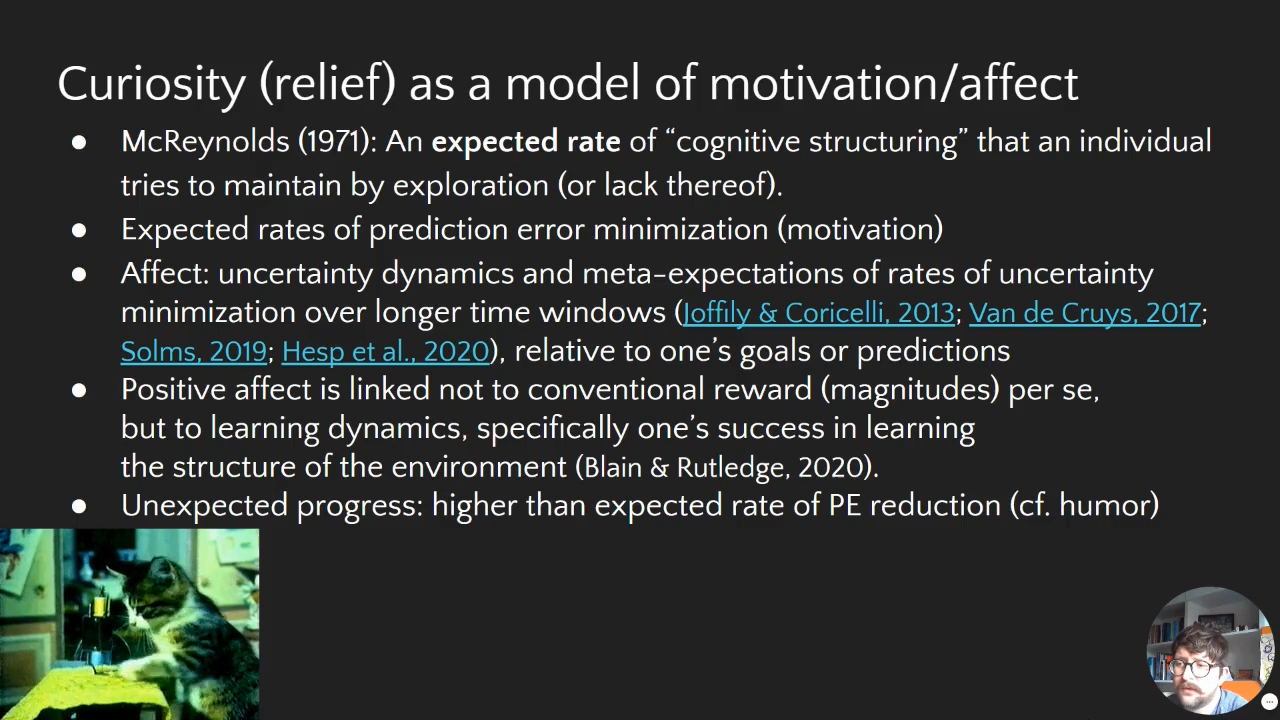 Curiosity (relief) as a model of motivation/affect
● McReynolds (1971): An expected rate of “cognitive structuring” that an individual
tries to maintain by exploration (or lack thereof).
● Expected rates of prediction error minimization (motivation)
● Affect: uncertainty dynamics and meta-expectations of rates of uncertainty
minimization over longer time windows (Joffily & Coricelli, 2013; Van de Cruys, 2017;
Solms, 2019; Hesp et al., 2020), relative to one’s goals or predictions
● Positive affect is linked not to conventional reward (magnitudes) per se,
but to learning dynamics, specifically one’s success in learning
the structure of the environment (Blain & Rutledge, 2020).
● Unexpected progress: higher than expected rate of PE reduction (cf. humor)